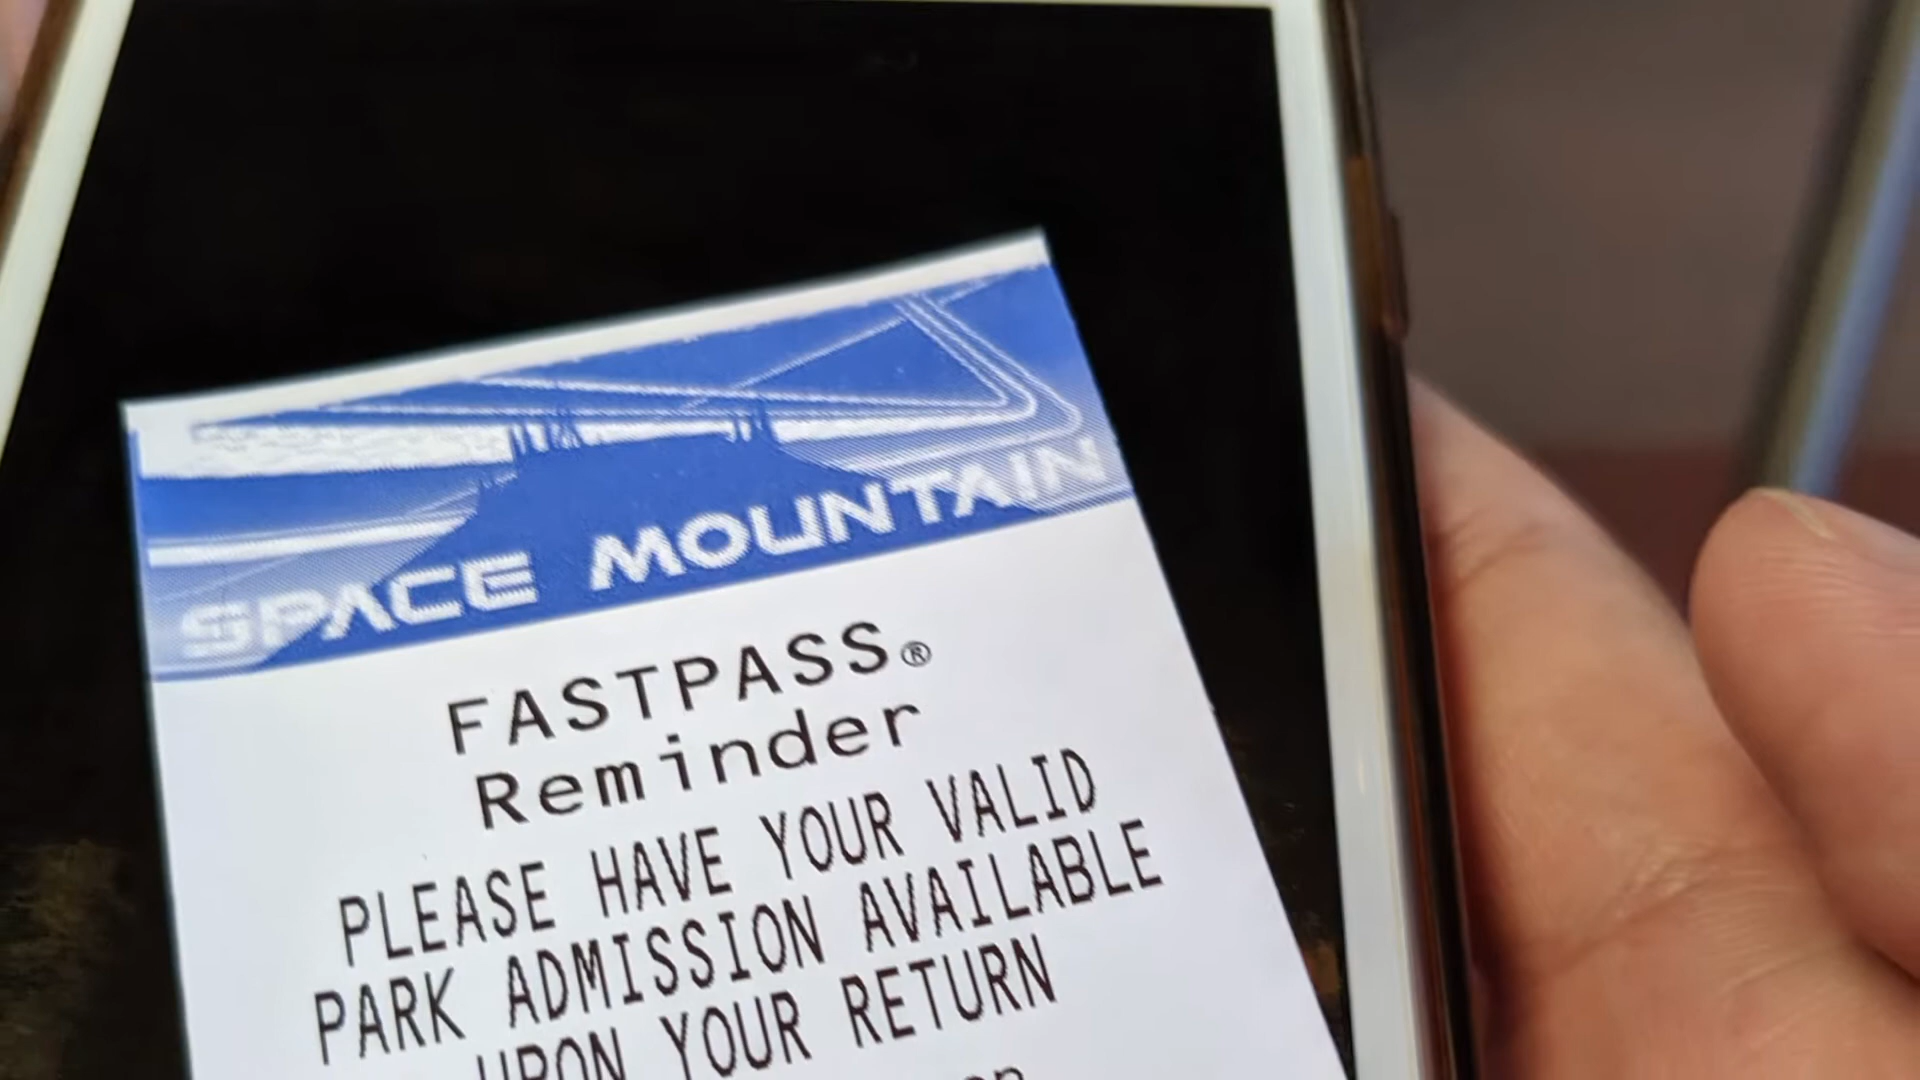 SPACE MOUNTAIN
FASTPASS®
Reminder
PLEASE HAVE YOUR VALID
PARK ADMISSION AVAILABLE
UPON YOUR RETURN